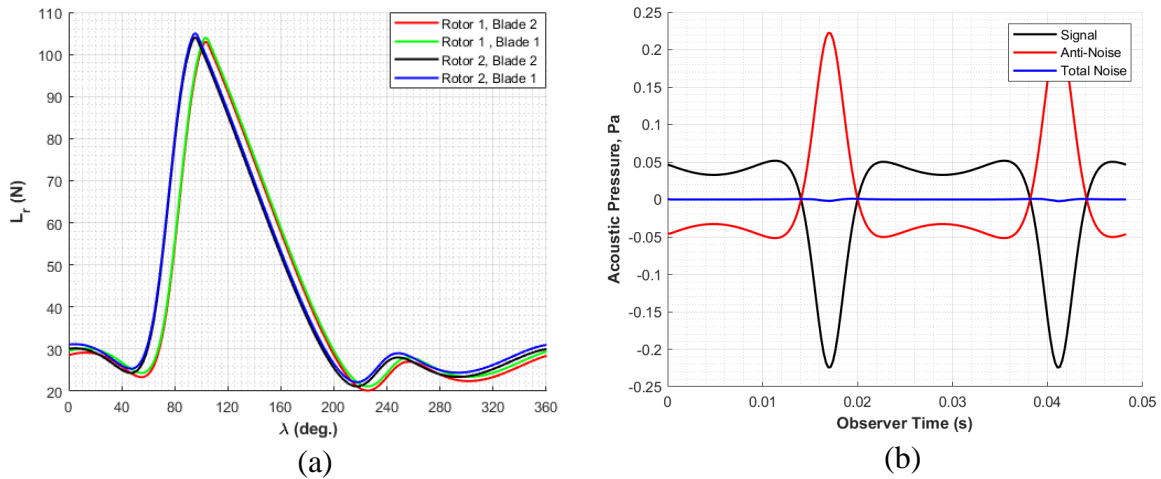 110
100
90
80
70
60
50
40
30
20
L_r (N)
0
40
80
120
160
200
240
280
320
360
λ (deg.)
Rotor 1, Blade 2
Rotor 1 , Blade 1
Rotor 2, Blade 2
Rotor 2, Blade 1
(a)
0.25
0.2
0.15
0.1
0.05
0
-0.05
-0.1
-0.15
-0.2
-0.25
Acoustic Pressure, Pa
0
0.01
0.02
0.03
0.04
0.05
Observer Time (s)
Signal
Anti-Noise
Total Noise
(b)